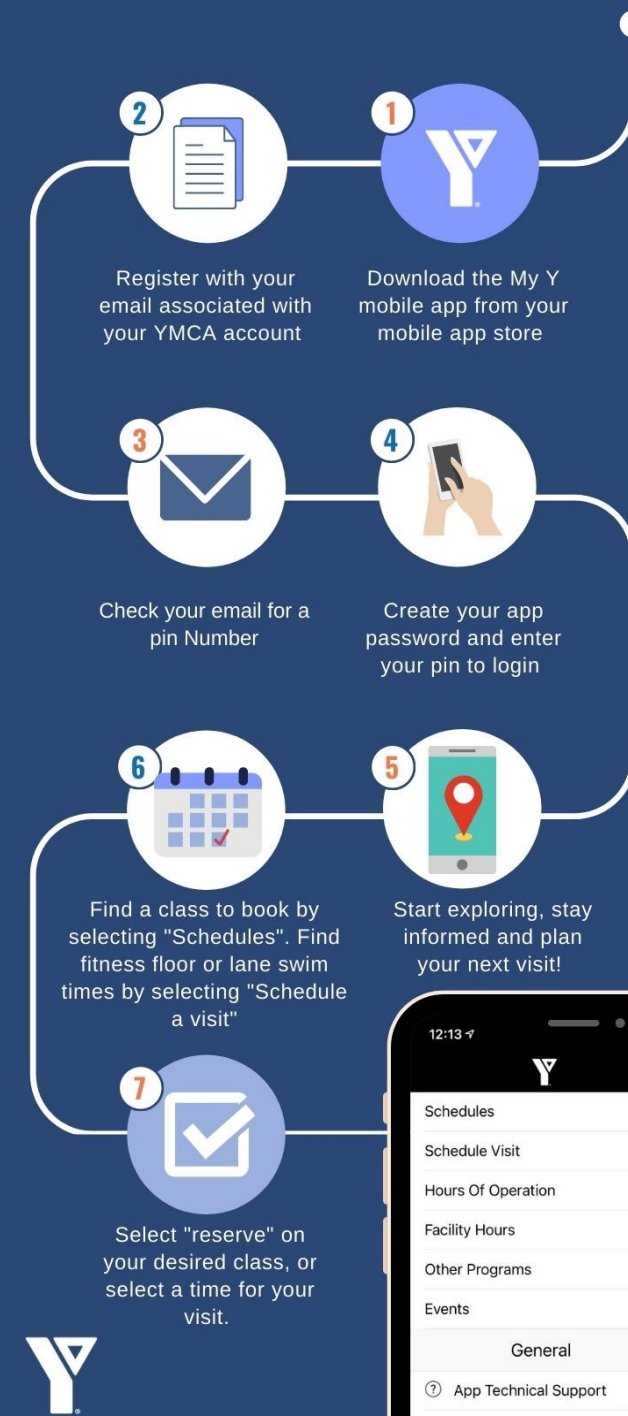 1
Download the My Y
mobile app from your
mobile app store
2
Register with your
email associated with
your YMCA account
3
Check your email for a
pin Number
4
Create your app
password and enter
your pin to login
5
Start exploring, stay
informed and plan
your next visit!
6
Find a class to book by
selecting "Schedules". Find
fitness floor or lane swim
times by selecting "Schedule
a visit"
7
Select "reserve" on
your desired class, or
select a time for your
visit.
12:13
Y
Schedules
Schedule Visit
Hours Of Operation
Facility Hours
Other Programs
Events
General
? App Technical Support
Y